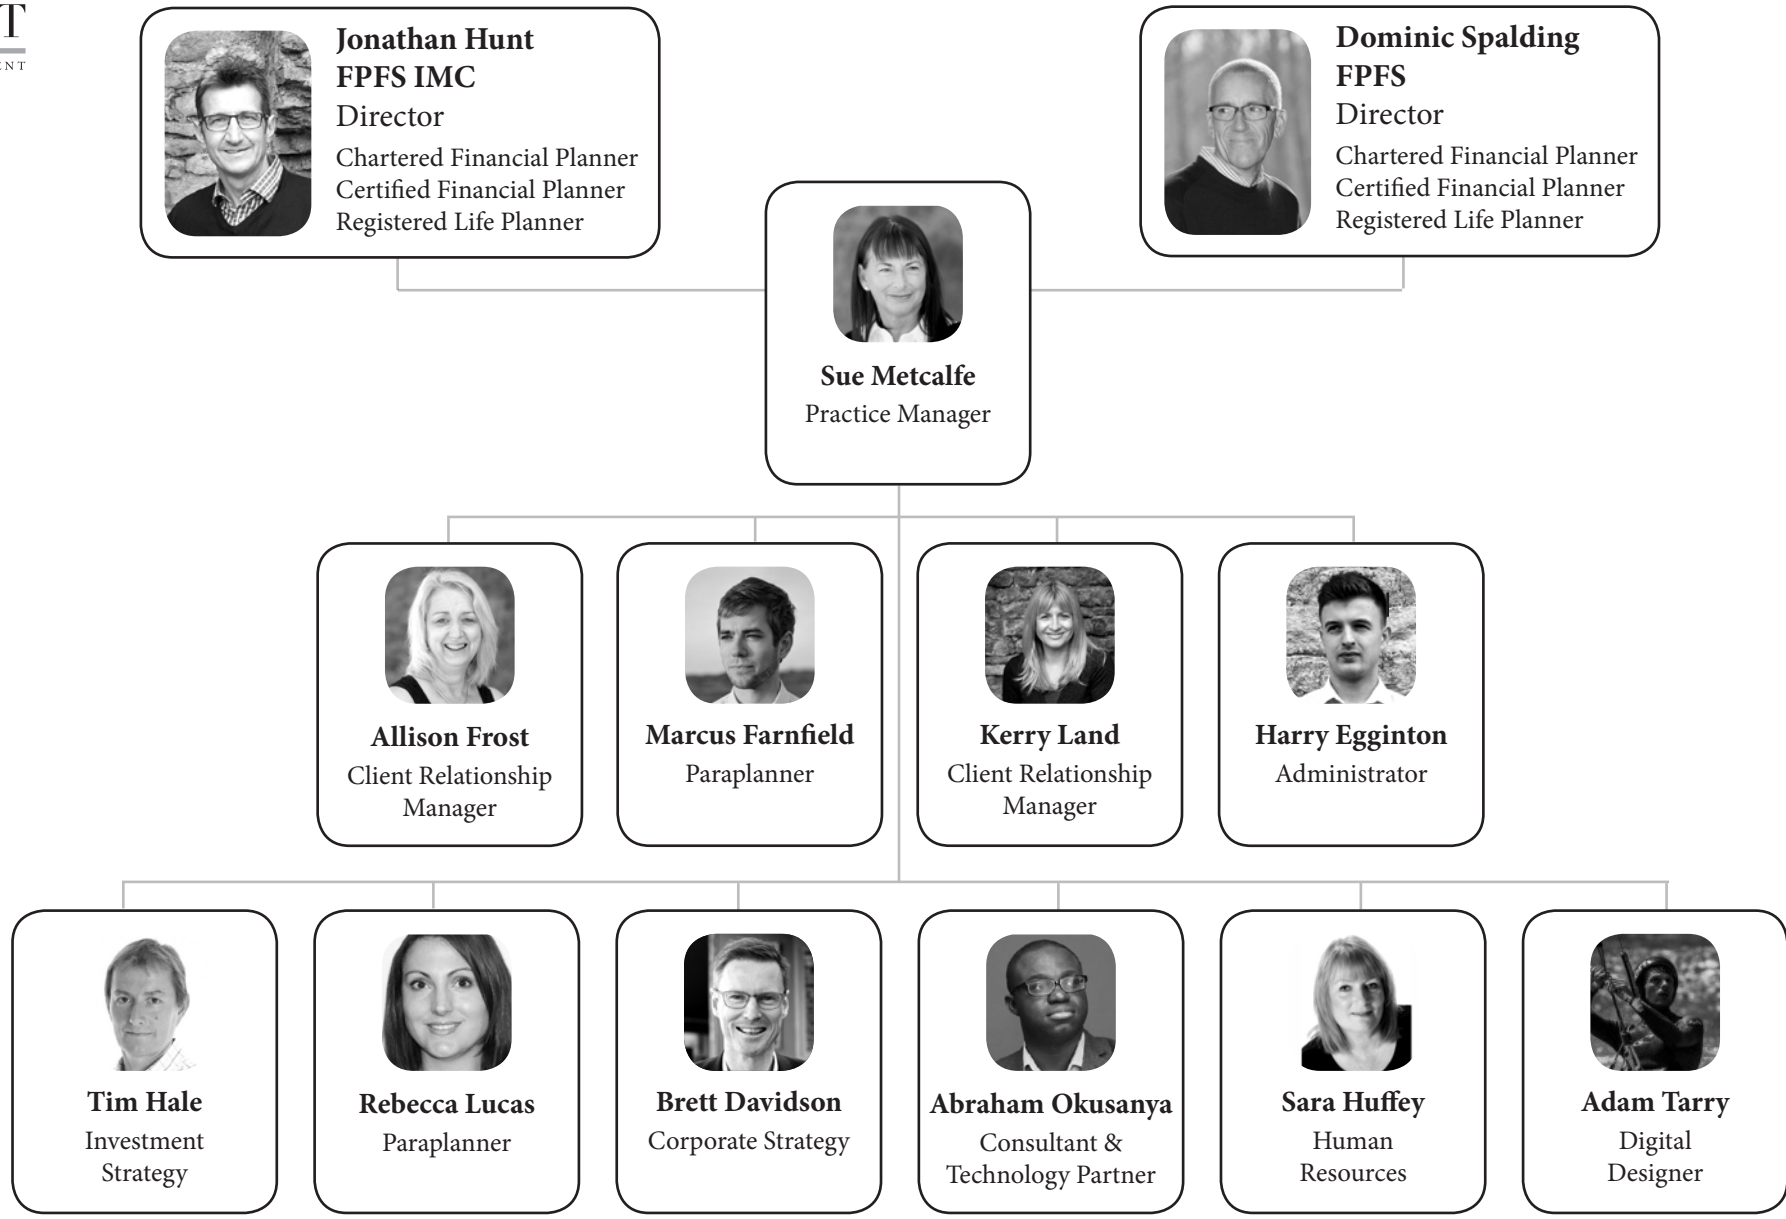 T
ENT
Jonathan Hunt
FPFS IMC
Director
Chartered Financial Planner
Certified Financial Planner
Registered Life Planner
Dominic Spalding
FPFS
Director
Chartered Financial Planner
Certified Financial Planner
Registered Life Planner
Sue Metcalfe
Practice Manager
Allison Frost
Client Relationship
Manager
Marcus Farnfield
Paraplanner
Kerry Land
Client Relationship
Manager
Harry Egginton
Administrator
Tim Hale
Investment
Strategy
Rebecca Lucas
Paraplanner
Brett Davidson
Corporate Strategy
Abraham Okusanya
Consultant &
Technology Partner
Sara Huffey
Human
Resources
Adam Tarry
Digital
Designer